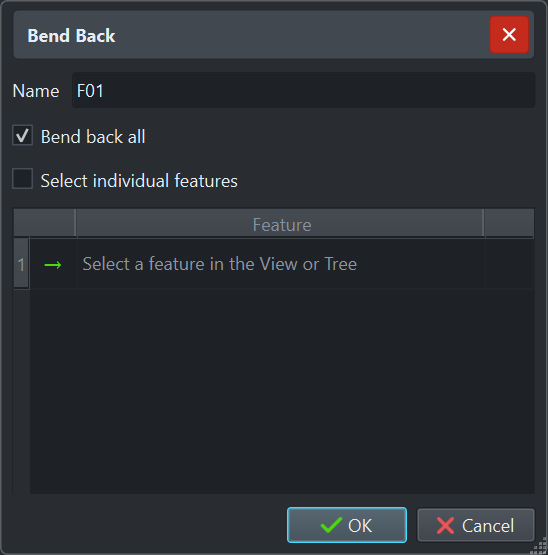 Bend Back
Name F01
Bend back all
Select individual features
Feature
1 → Select a feature in the View or Tree
OK Cancel